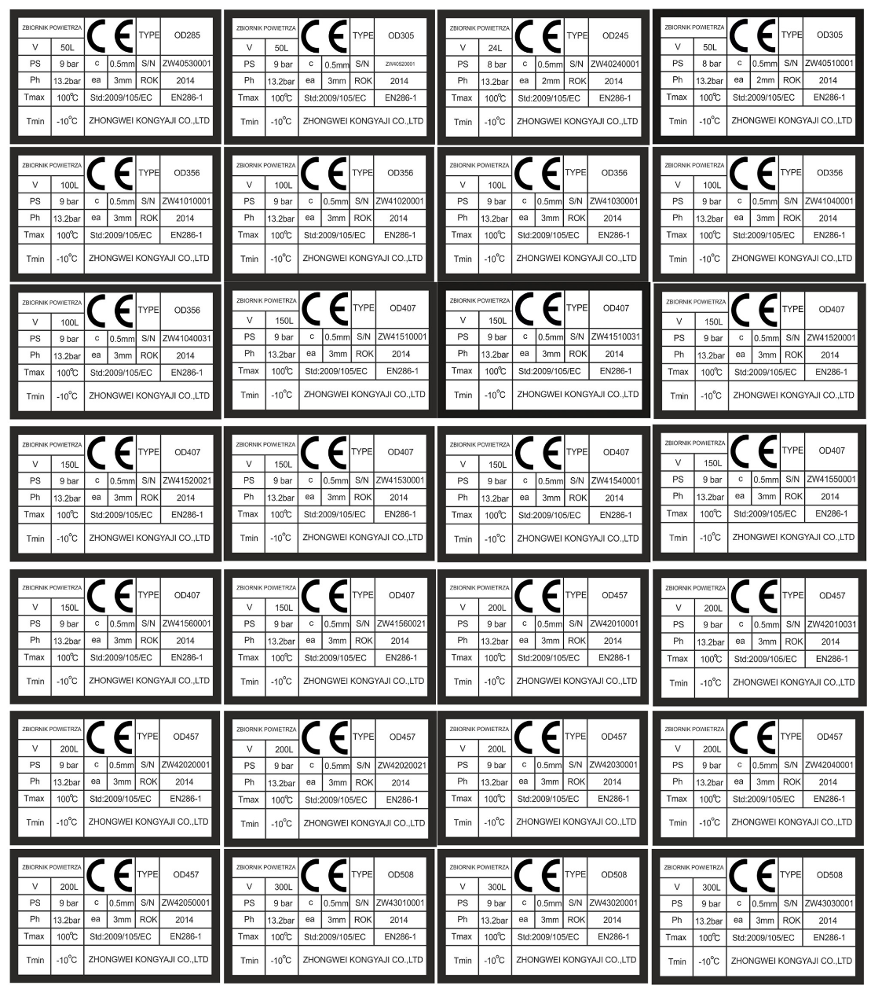 ZBIORNIK POWIETRZA CE TYPE OD285
V 50L
PS 9 bar c 0.5mm S/N ZW40530001
Ph 13.2bar ea 3mm ROK 2014
Tmax 100°C Std:2009/105/EC EN286-1
Tmin -10°C ZHONGWEI KONGYAJI CO.,LTD
ZBIORNIK POWIETRZA CE TYPE OD305
V 50L
PS 9 bar c 0.5mm S/N ZW40520001
Ph 13.2bar ea 3mm ROK 2014
Tmax 100°C Std:2009/105/EC EN286-1
Tmin -10°C ZHONGWEI KONGYAJI CO.,LTD
ZBIORNIK POWIETRZA CE TYPE OD245
V 24L
PS 8 bar c 0.5mm S/N ZW40240001
Ph 13.2bar ea 2mm ROK 2014
Tmax 100°C Std:2009/105/EC EN286-1
Tmin -10°C ZHONGWEI KONGYAJI CO.,LTD
ZBIORNIK POWIETRZA CE TYPE OD305
V 50L
PS 8 bar c 0.5mm S/N ZW40510001
Ph 13.2bar ea 2mm ROK 2014
Tmax 100°C Std:2009/105/EC EN286-1
Tmin -10°C ZHONGWEI KONGYAJI CO.,LTD
ZBIORNIK POWIETRZA CE TYPE OD356
V 100L
PS 9 bar c 0.5mm S/N ZW41010001
Ph 13.2bar ea 3mm ROK 2014
Tmax 100°C Std:2009/105/EC EN286-1
Tmin -10°C ZHONGWEI KONGYAJI CO.,LTD
ZBIORNIK POWIETRZA CE TYPE OD356
V 100L
PS 9 bar c 0.5mm S/N ZW41020001
Ph 13.2bar ea 3mm ROK 2014
Tmax 100°C Std:2009/105/EC EN286-1
Tmin -10°C ZHONGWEI KONGYAJI CO.,LTD
ZBIORNIK POWIETRZA CE TYPE OD356
V 100L
PS 9 bar c 0.5mm S/N ZW41030001
Ph 13.2bar ea 3mm ROK 2014
Tmax 100°C Std:2009/105/EC EN286-1
Tmin -10°C ZHONGWEI KONGYAJI CO.,LTD
ZBIORNIK POWIETRZA CE TYPE OD356
V 100L
PS 9 bar c 0.5mm S/N ZW41040001
Ph 13.2bar ea 3mm ROK 2014
Tmax 100°C Std:2009/105/EC EN286-1
Tmin -10°C ZHONGWEI KONGYAJI CO.,LTD
ZBIORNIK POWIETRZA CE TYPE OD356
V 100L
PS 9 bar c 0.5mm S/N ZW41040031
Ph 13.2bar ea 3mm ROK 2014
Tmax 100°C Std:2009/105/EC EN286-1
Tmin -10°C ZHONGWEI KONGYAJI CO.,LTD
ZBIORNIK POWIETRZA CE TYPE OD407
V 150L
PS 9 bar c 0.5mm S/N ZW41510001
Ph 13.2bar ea 3mm ROK 2014
Tmax 100°C Std:2009/105/EC EN286-1
Tmin -10°C ZHONGWEI KONGYAJI CO.,LTD
ZBIORNIK POWIETRZA CE TYPE OD407
V 150L
PS 9 bar c 0.5mm S/N ZW41510031
Ph 13.2bar ea 3mm ROK 2014
Tmax 100°C Std:2009/105/EC EN286-1
Tmin -10°C ZHONGWEI KONGYAJI CO.,LTD
ZBIORNIK POWIETRZA CE TYPE OD407
V 150L
PS 9 bar c 0.5mm S/N ZW41520001
Ph 13.2bar ea 3mm ROK 2014
Tmax 100°C Std:2009/105/EC EN286-1
Tmin -10°C ZHONGWEI KONGYAJI CO.,LTD
ZBIORNIK POWIETRZA CE TYPE OD407
V 150L
PS 9 bar c 0.5mm S/N ZW41520021
Ph 13.2bar ea 3mm ROK 2014
Tmax 100°C Std:2009/105/EC EN286-1
Tmin -10°C ZHONGWEI KONGYAJI CO.,LTD
ZBIORNIK POWIETRZA CE TYPE OD407
V 150L
PS 9 bar c 0.5mm S/N ZW41530001
Ph 13.2bar ea 3mm ROK 2014
Tmax 100°C Std:2009/105/EC EN286-1
Tmin -10°C ZHONGWEI KONGYAJI CO.,LTD
ZBIORNIK POWIETRZA CE TYPE OD407
V 150L
PS 9 bar c 0.5mm S/N ZW41540001
Ph 13.2bar ea 3mm ROK 2014
Tmax 100°C Std:2009/105/EC EN286-1
Tmin -10°C ZHONGWEI KONGYAJI CO.,LTD
ZBIORNIK POWIETRZA CE TYPE OD407
V 150L
PS 9 bar c 0.5mm S/N ZW41550001
Ph 13.2bar ea 3mm ROK 2014
Tmax 100°C Std:2009/105/EC EN286-1
Tmin -10°C ZHONGWEI KONGYAJI CO.,LTD
ZBIORNIK POWIETRZA CE TYPE OD407
V 150L
PS 9 bar c 0.5mm S/N ZW41560001
Ph 13.2bar ea 3mm ROK 2014
Tmax 100°C Std:2009/105/EC EN286-1
Tmin -10°C ZHONGWEI KONGYAJI CO.,LTD
ZBIORNIK POWIETRZA CE TYPE OD407
V 150L
PS 9 bar c 0.5mm S/N ZW41560021
Ph 13.2bar ea 3mm ROK 2014
Tmax 100°C Std:2009/105/EC EN286-1
Tmin -10°C ZHONGWEI KONGYAJI CO.,LTD
ZBIORNIK POWIETRZA CE TYPE OD457
V 200L
PS 9 bar c 0.5mm S/N ZW42010001
Ph 13.2bar ea 3mm ROK 2014
Tmax 100°C Std:2009/105/EC EN286-1
Tmin -10°C ZHONGWEI KONGYAJI CO.,LTD
ZBIORNIK POWIETRZA CE TYPE OD457
V 200L
PS 9 bar c 0.5mm S/N ZW42010031
Ph 13.2bar ea 3mm ROK 2014
Tmax 100°C Std:2009/105/EC EN286-1
Tmin -10°C ZHONGWEI KONGYAJI CO.,LTD
ZBIORNIK POWIETRZA CE TYPE OD457
V 200L
PS 9 bar c 0.5mm S/N ZW42020001
Ph 13.2bar ea 3mm ROK 2014
Tmax 100°C Std:2009/105/EC EN286-1
Tmin -10°C ZHONGWEI KONGYAJI CO.,LTD
ZBIORNIK POWIETRZA CE TYPE OD457
V 200L
PS 9 bar c 0.5mm S/N ZW42020021
Ph 13.2bar ea 3mm ROK 2014
Tmax 100°C Std:2009/105/EC EN286-1
Tmin -10°C ZHONGWEI KONGYAJI CO.,LTD
ZBIORNIK POWIETRZA CE TYPE OD457
V 200L
PS 9 bar c 0.5mm S/N ZW42030001
Ph 13.2bar ea 3mm ROK 2014
Tmax 100°C Std:2009/105/EC EN286-1
Tmin -10°C ZHONGWEI KONGYAJI CO.,LTD
ZBIORNIK POWIETRZA CE TYPE OD457
V 200L
PS 9 bar c 0.5mm S/N ZW42040001
Ph 13.2bar ea 3mm ROK 2014
Tmax 100°C Std:2009/105/EC EN286-1
Tmin -10°C ZHONGWEI KONGYAJI CO.,LTD
ZBIORNIK POWIETRZA CE TYPE OD457
V 200L
PS 9 bar c 0.5mm S/N ZW42050001
Ph 13.2bar ea 3mm ROK 2014
Tmax 100°C Std:2009/105/EC EN286-1
Tmin -10°C ZHONGWEI KONGYAJI CO.,LTD
ZBIORNIK POWIETRZA CE TYPE OD508
V 300L
PS 9 bar c 0.5mm S/N ZW43010001
Ph 13.2bar ea 3mm ROK 2014
Tmax 100°C Std:2009/105/EC EN286-1
Tmin -10°C ZHONGWEI KONGYAJI CO.,LTD
ZBIORNIK POWIETRZA CE TYPE OD508
V 300L
PS 9 bar c 0.5mm S/N ZW43020001
Ph 13.2bar ea 3mm ROK 2014
Tmax 100°C Std:2009/105/EC EN286-1
Tmin -10°C ZHONGWEI KONGYAJI CO.,LTD
ZBIORNIK POWIETRZA CE TYPE OD508
V 300L
PS 9 bar c 0.5mm S/N ZW43030001
Ph 13.2bar ea 3mm ROK 2014
Tmax 100°C Std:2009/105/EC EN286-1
Tmin -10°C ZHONGWEI KONGYAJI CO.,LTD